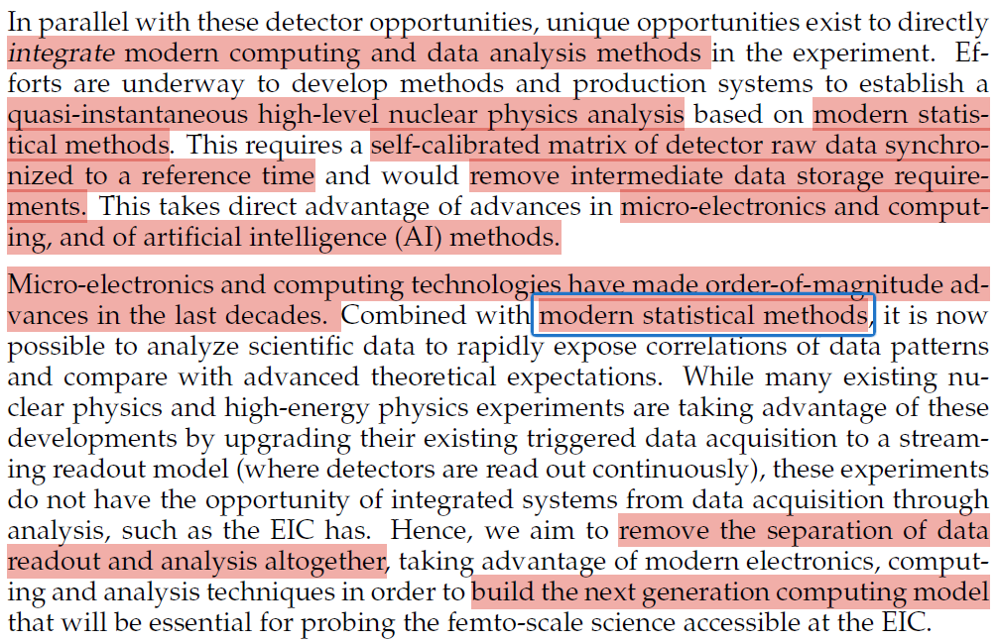 In parallel with these detector opportunities, unique opportunities exist to directly
integrate modern computing and data analysis methods in the experiment. Ef-
forts are underway to develop methods and production systems to establish a
quasi-instantaneous high-level nuclear physics analysis based on modern statis-
tical methods. This requires a self-calibrated matrix of detector raw data synchro-
nized to a reference time and would remove intermediate data storage require-
ments. This takes direct advantage of advances in micro-electronics and comput-
ing, and of artificial intelligence (AI) methods.
Micro-electronics and computing technologies have made order-of-magnitude ad-
vances in the last decades. Combined with modern statistical methods, it is now
possible to analyze scientific data to rapidly expose correlations of data patterns
and compare with advanced theoretical expectations. While many existing nu-
clear physics and high-energy physics experiments are taking advantage of these
developments by upgrading their existing triggered data acquisition to a stream-
ing readout model (where detectors are read out continuously), these experiments
do not have the opportunity of integrated systems from data acquisition through
analysis, such as the EIC has. Hence, we aim to remove the separation of data
readout and analysis altogether, taking advantage of modern electronics, comput-
ing and analysis techniques in order to build the next generation computing model
that will be essential for probing the femto-scale science accessible at the EIC.